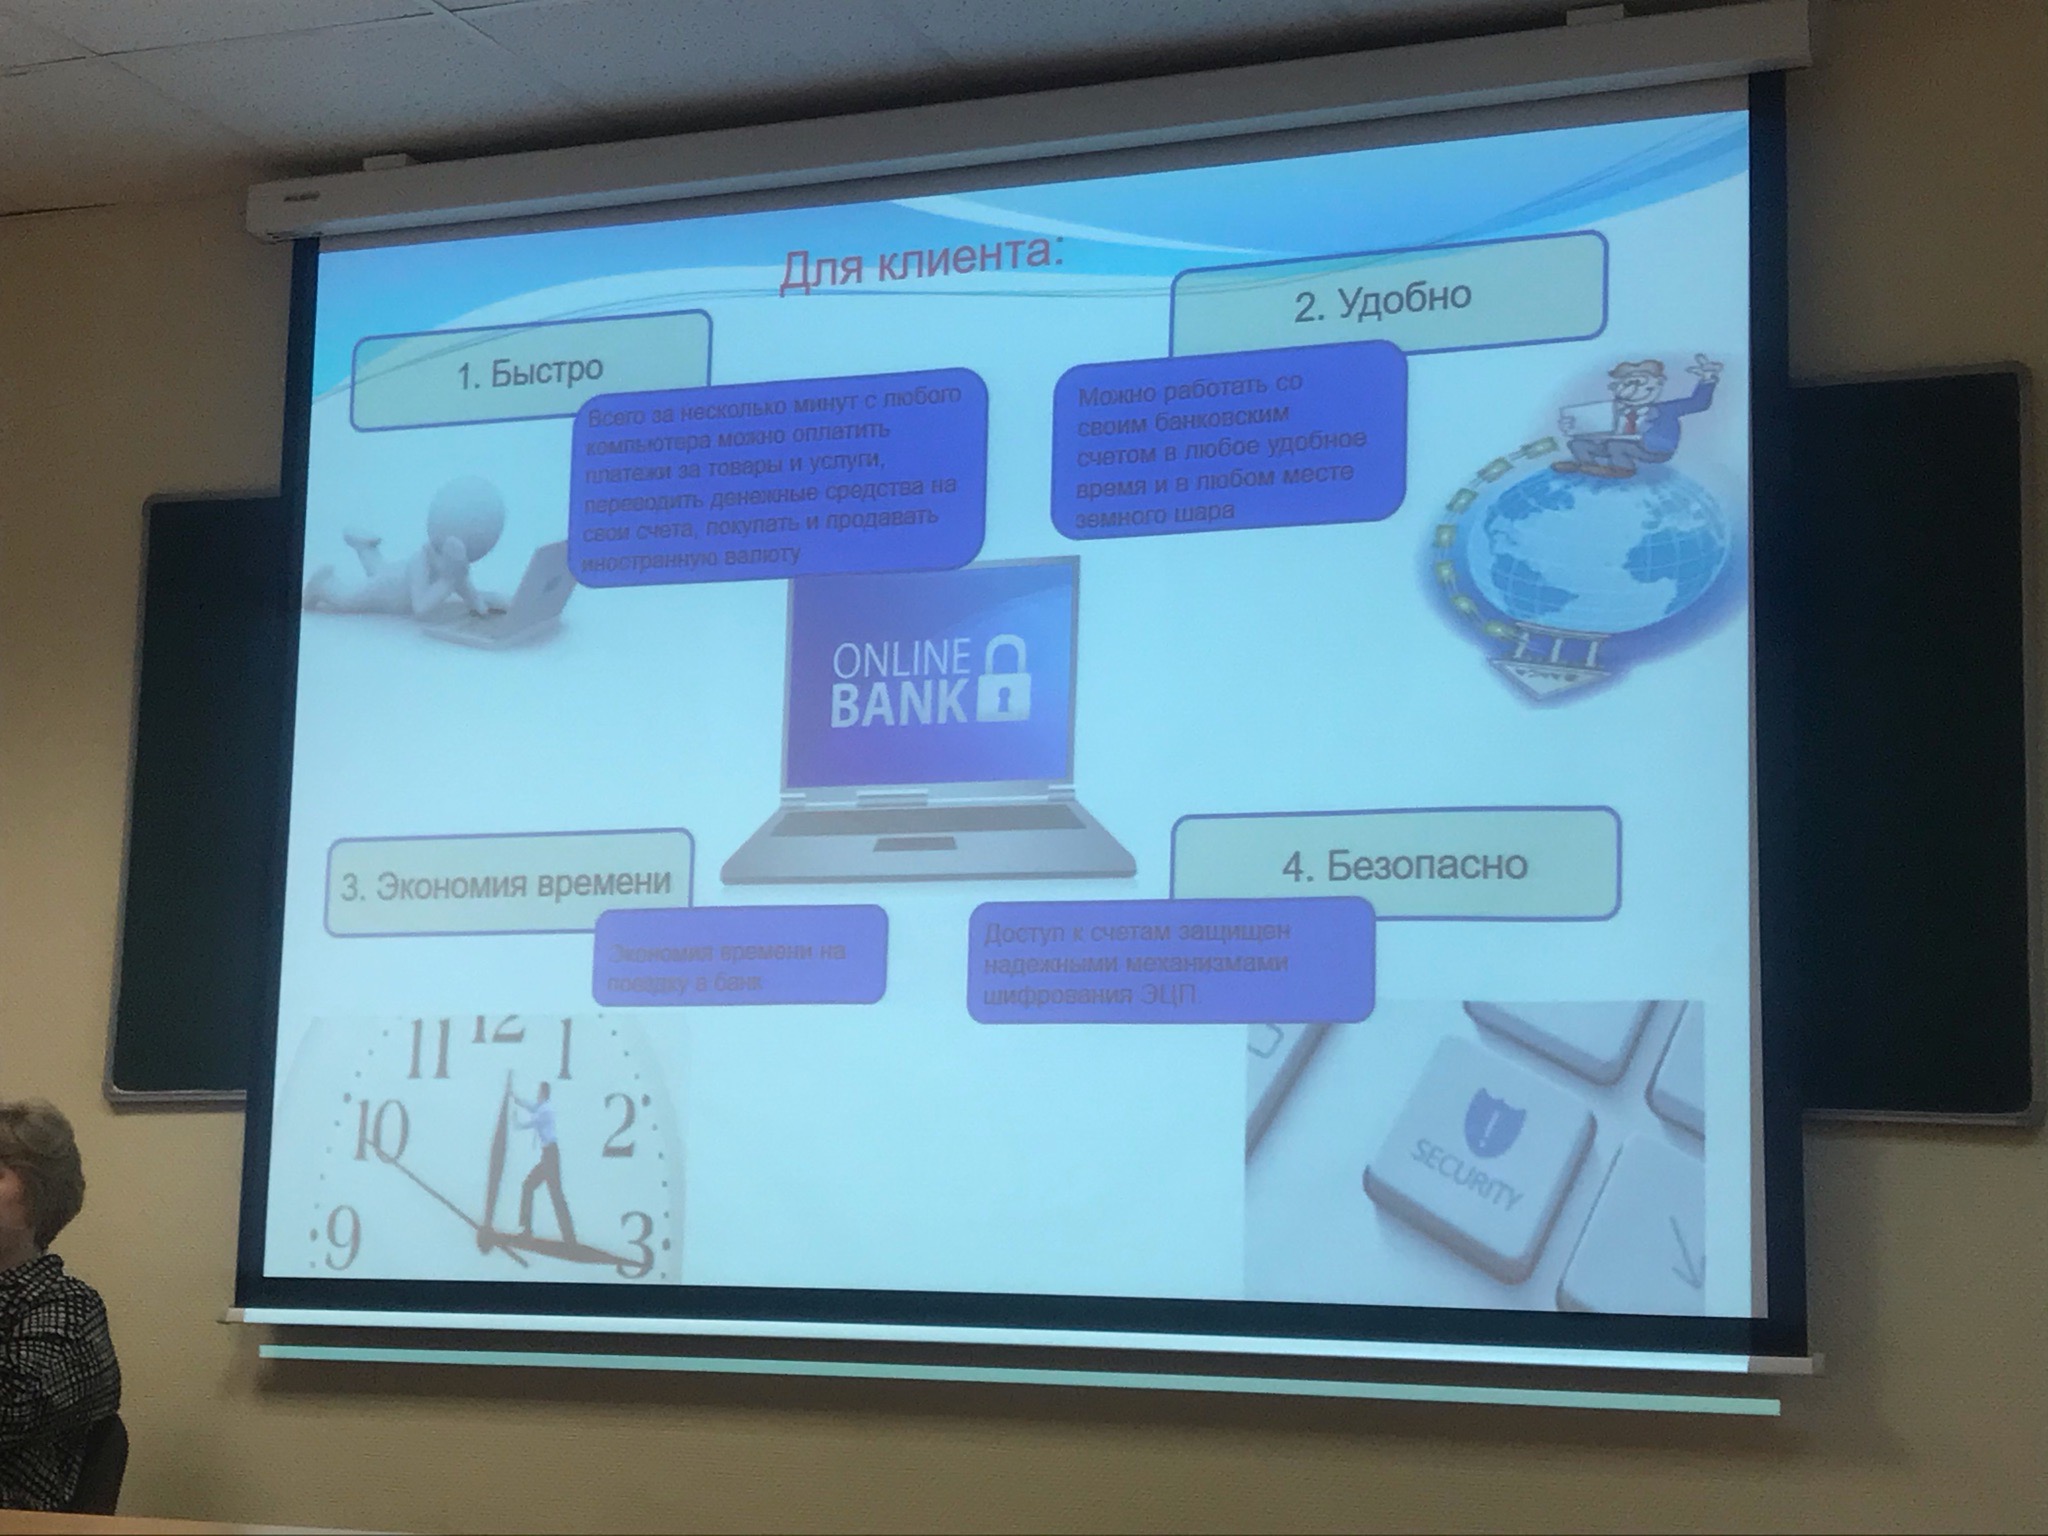 Для клиента:
1. Быстро
Всего за несколько минут с любого
компьютера можно оплатить
платежи за товары и услуги,
переводить денежные средства на
свои счета, покупать и продавать
иностранную валюту
2. Удобно
Можно работать со
своим банковским
счетом в любое удобное
время и в любом месте
земного шара
ONLINE
BANK
3. Экономия времени
Экономия времени на
поездку в банк
4. Безопасно
Доступ к счетам защищен
надежными механизмами
шифрования ЭЦП
11 12 1
10 2
9 3
SECURITY